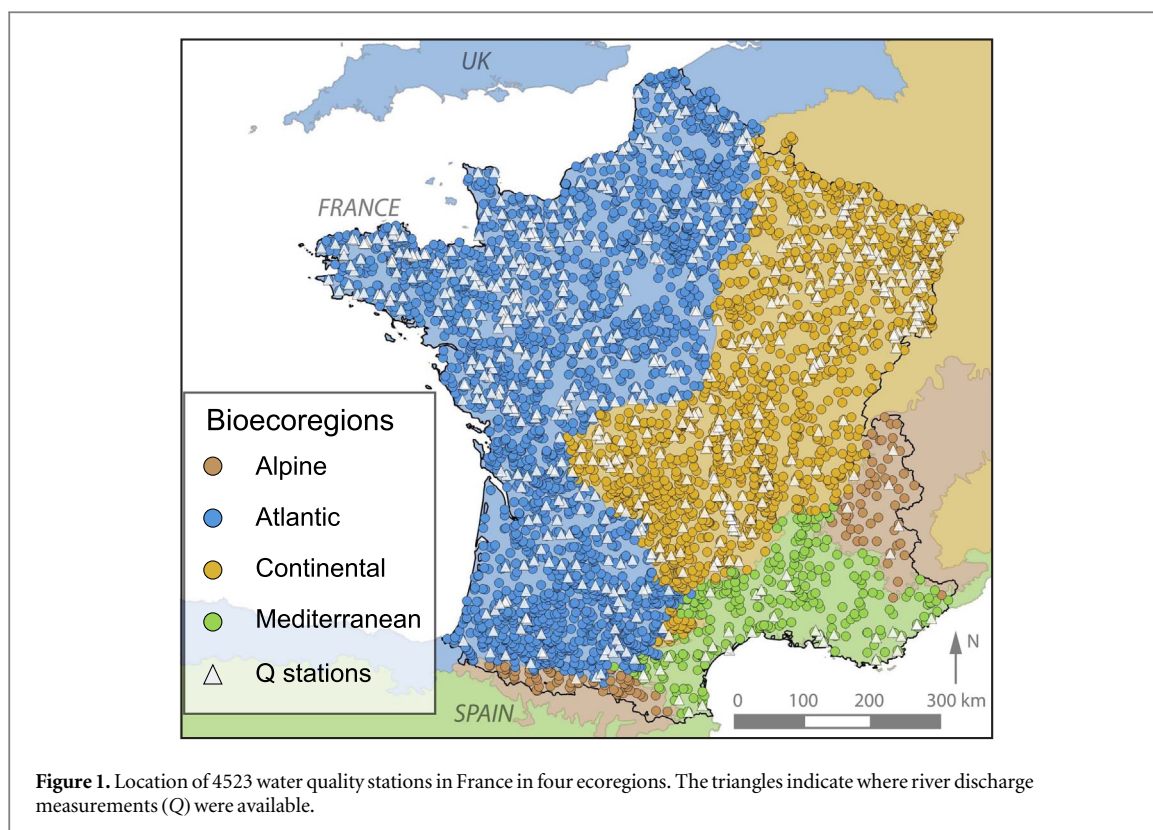 UK
FRANCE
Bioecoregions
Alpine
Atlantic
Continental
Mediterranean
Q stations
SPAIN
N
0 100 200 300 km
Figure 1. Location of 4523 water quality stations in France in four ecoregions. The triangles indicate where river discharge
measurements (Q) were available.